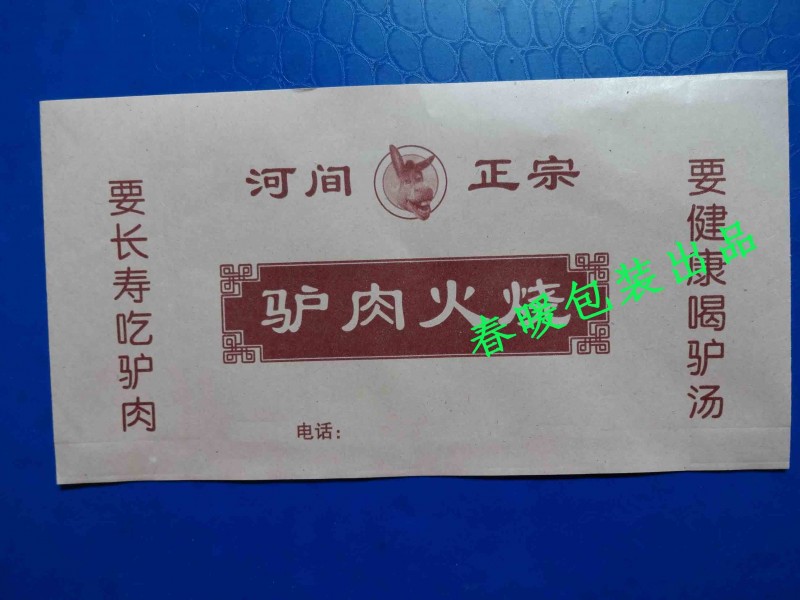 河间 正宗
要长寿吃驴肉
驴肉火烧
要健康喝驴汤
春暖包装出品
电话：